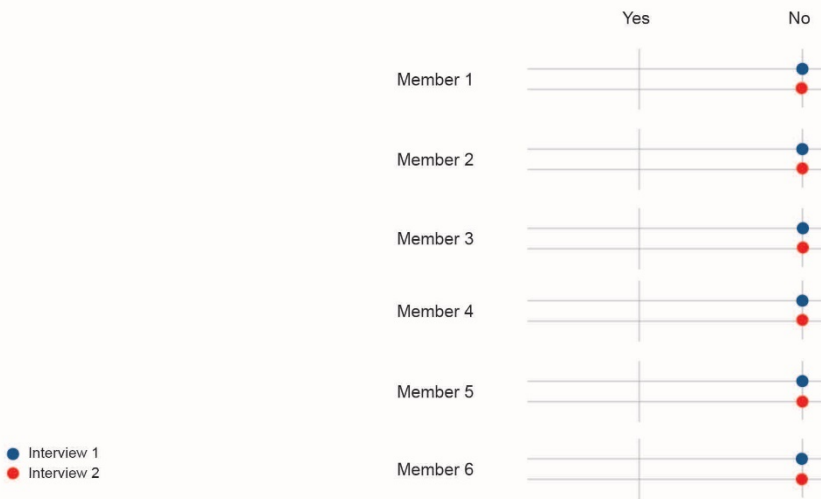 Yes No
Member 1
Member 2
Member 3
Member 4
Member 5
Interview 1
Interview 2
Member 6